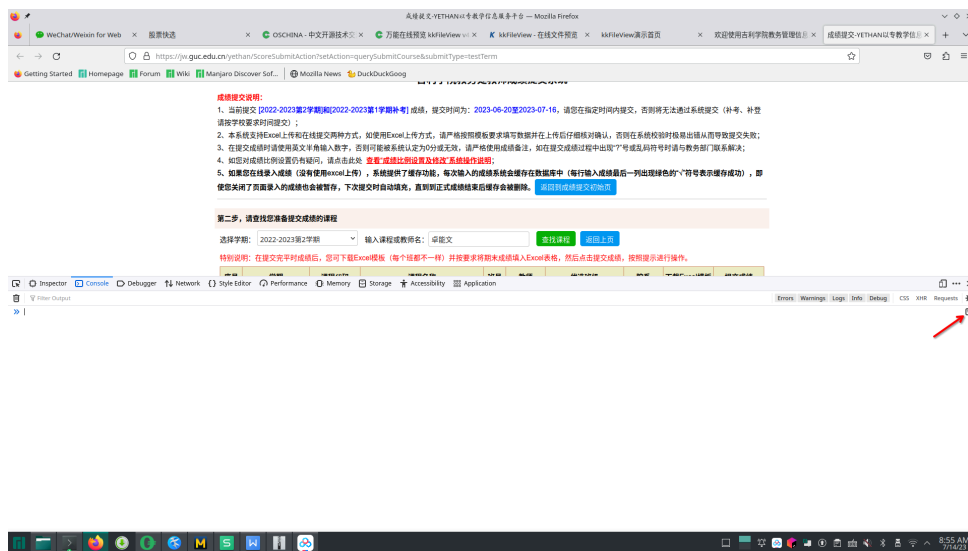 成绩提交-YETHAN以专教学信息服务平台 — Mozilla Firefox
WeChat/Weixin for Web
股票快选
OSCHINA - 中文开源技术交
万能在线预览 kkFileView
kkFileView - 在线文件预览
kkFileView演示首页
欢迎使用吉利学院教务管理信息
成绩提交-YETHAN以专教学信息
https://jw.guc.edu.cn/yethan/ScoreSubmitAction?setAction=querySubmitCourse&submitType=testTerm
Getting Started Homepage Forum Wiki News Manjaro Discover Sof... Mozilla News DuckDuckGoog
成绩提交说明：
1、当前提交 [2022-2023第2学期]和[2022-2023第1学期补考] 成绩，提交时间为：2023-06-20至2023-07-16，请您在指定时间内提交，否则将无法通过系统提交（补考、补登
请按学校要求时间提交）；
2、本系统支持Excel上传和在线提交两种方式，如使用Excel上传方式，请严格按照模板要求填写数据并在上传后仔细核对确认，否则在系统校验时极易出错从而导致提交失败；
3、在提交成绩时请使用英文半角输入数字，否则可能被系统认定为0分或无效，请严格使用成绩备注，如在提交成绩过程中出现"?"号或乱码符号时请与教务部门联系解决；
4、如您对成绩比例设置仍有疑问，请点击此处 查看"成绩比例设置及修改"系统操作说明；
5、如果您在线录入成绩（没有使用excel上传），系统提供了缓存功能，每次输入的成绩系统会缓存在数据库中（每行输入成绩最后一列出现绿色的"√"符号表示缓存成功），即
使您关闭了页面录入的成绩也会被暂存，下次提交时自动填充，直到到正式成绩结束后缓存会被删除。 返回到成绩提交初始页
第二步，请查找您准备提交成绩的课程
选择学期： 2022-2023第2学期 输入课程或教师名： 卓能文 查找课程 返回上页
特别说明：在提交完平时成绩后，您可下载Excel模板（每个班都不一样）并按要求将期末成绩填入Excel表格，然后点击提交成绩，按照提示进行操作。
Inspector Console Debugger Network Style Editor Performance Memory Storage Accessibility Application
Filter Output Errors Warnings Logs Info Debug CSS XHR Requests
8:55 AM
7/14/23